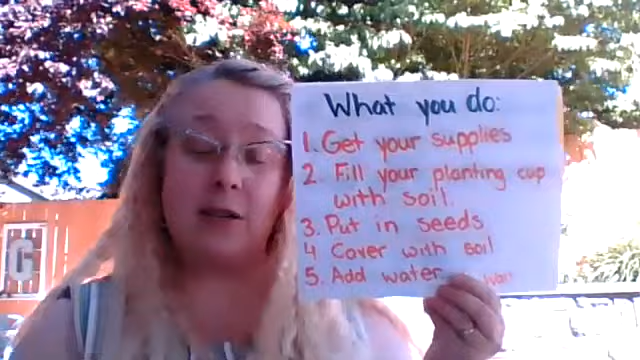 What you do:
1. Get your supplies
2. Fill your planting cup
with soil.
3. Put in seeds
4 Cover with soil
5. Add water
G